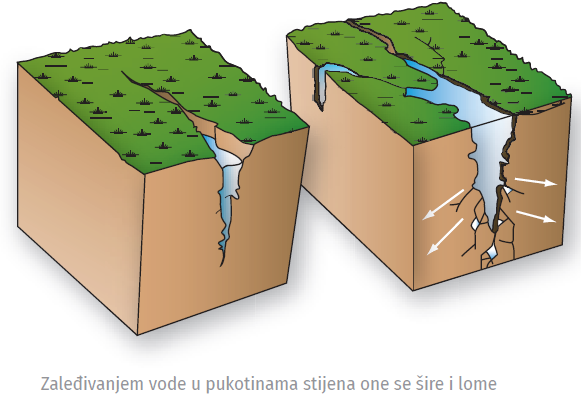 Zaleđivanjem vode u pukotinama stijena one se šire i lome